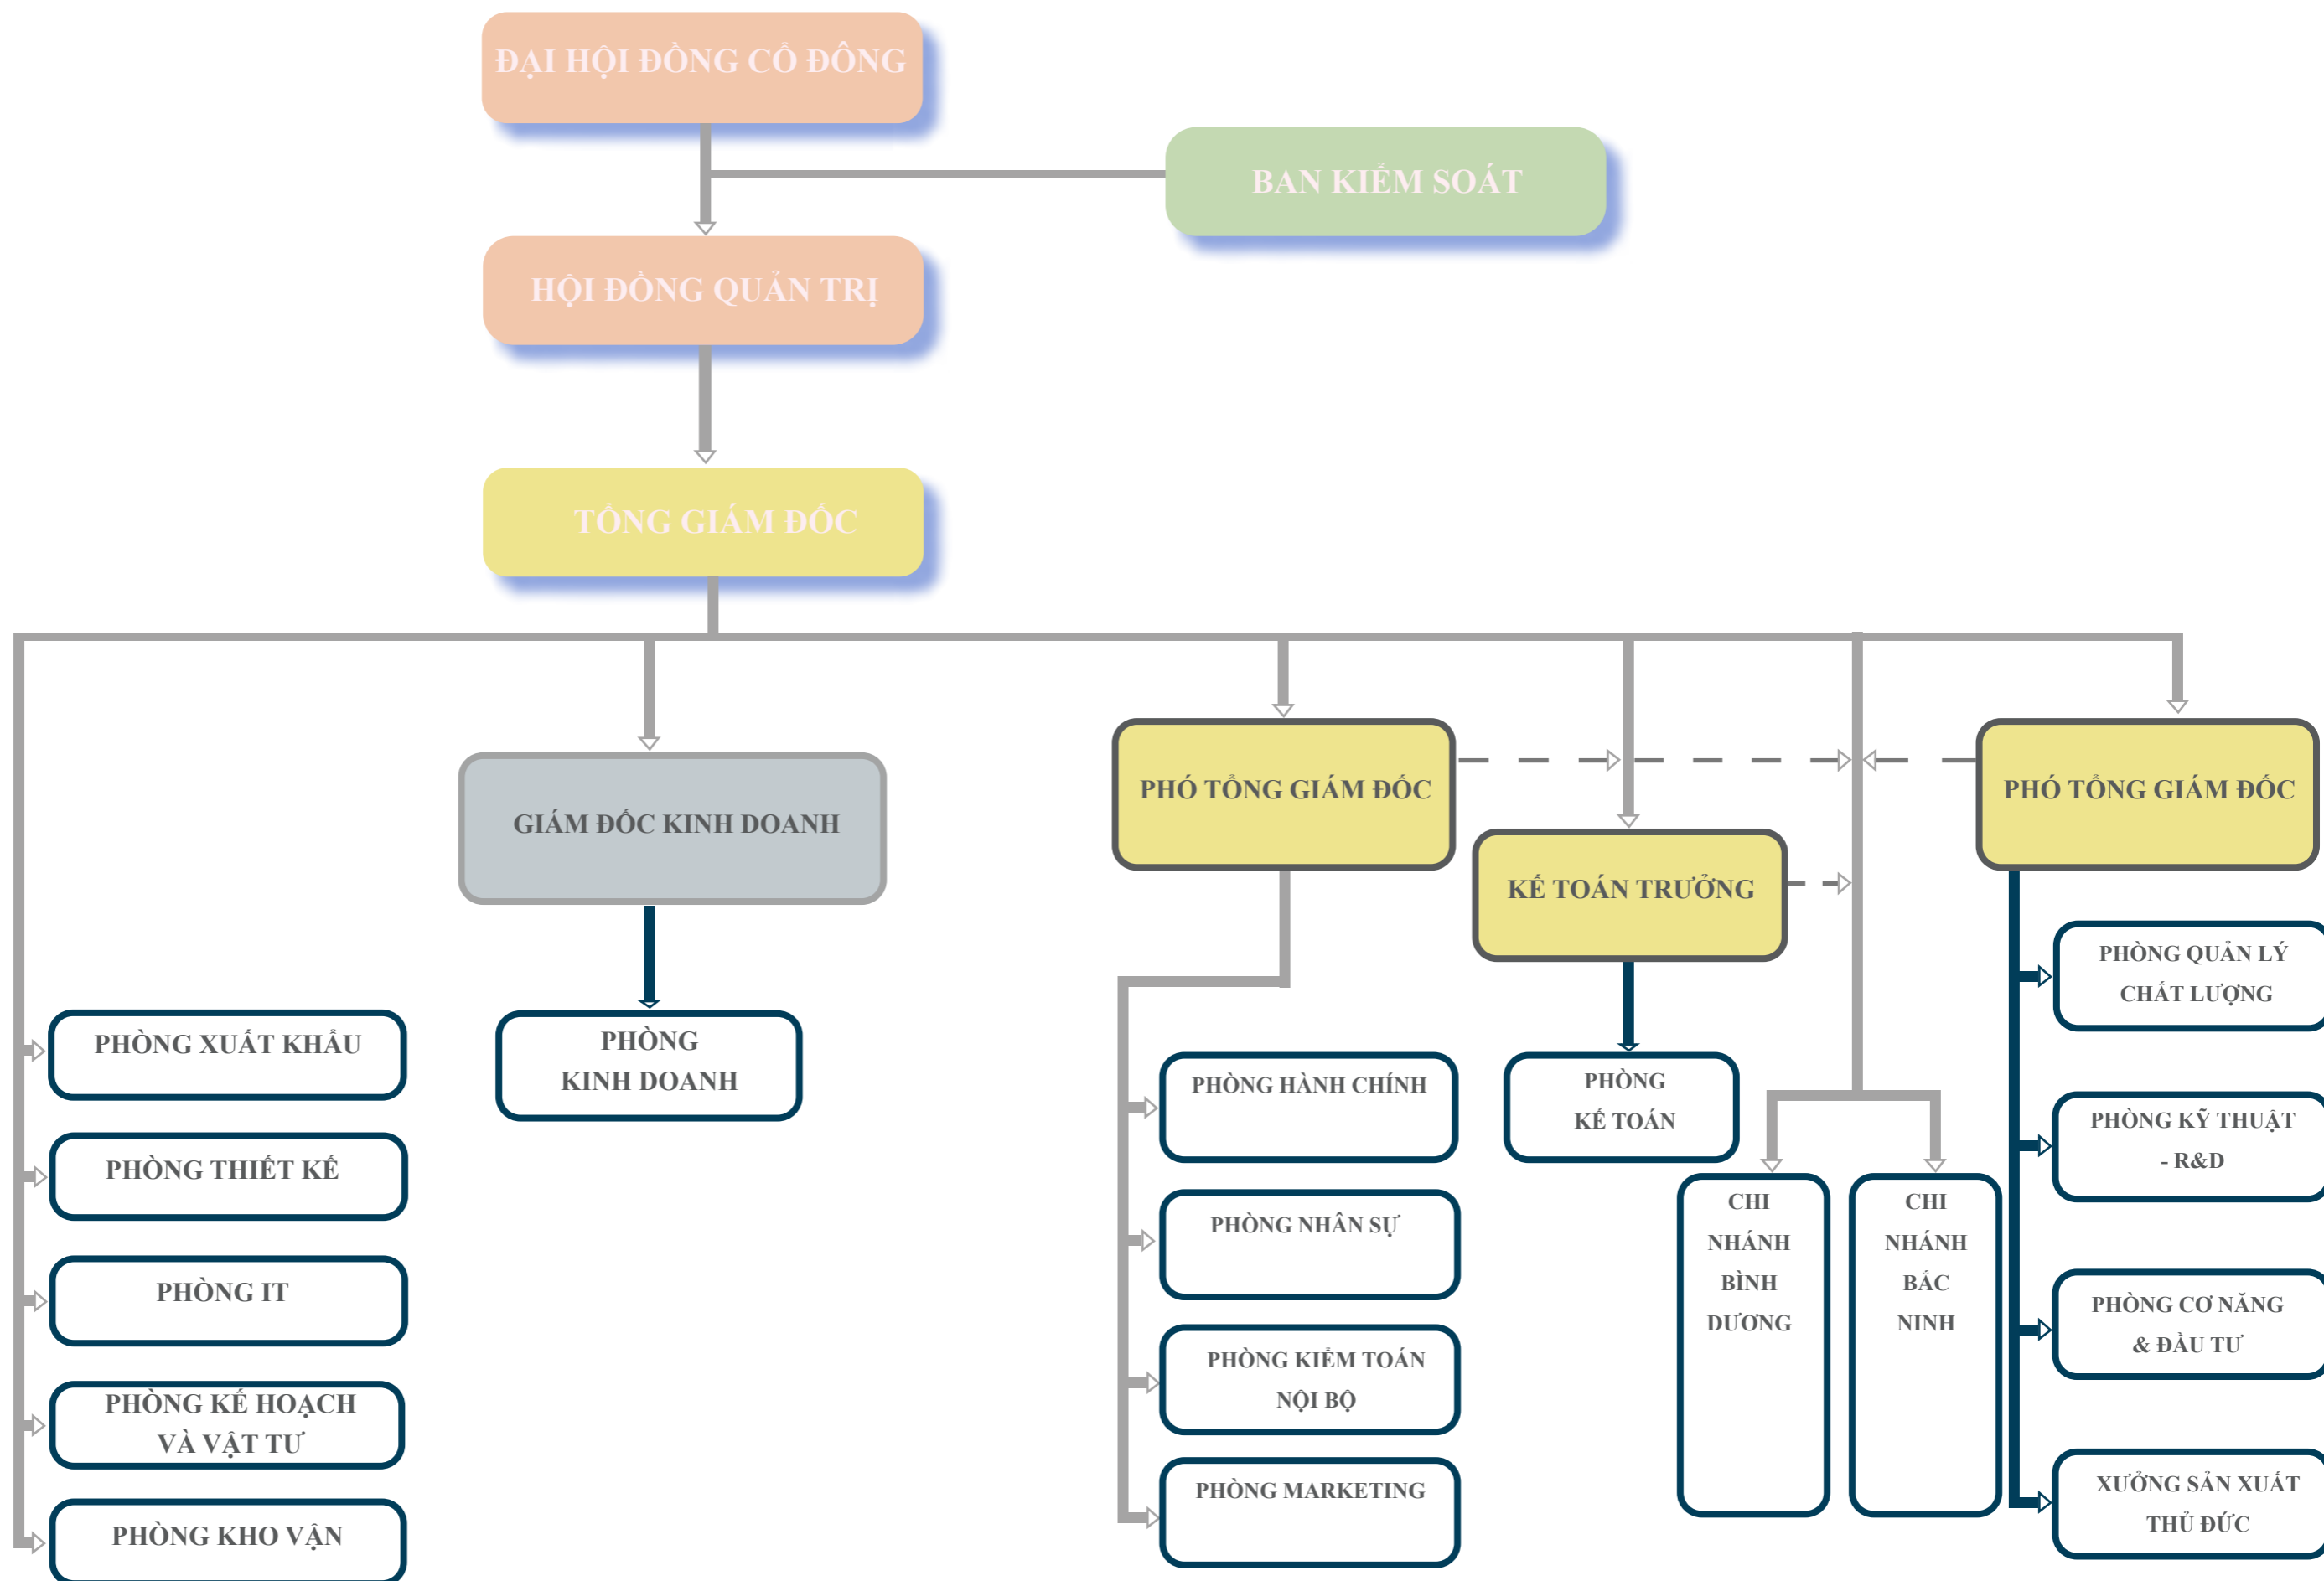 ĐẠI HỘI ĐỒNG CỔ ĐÔNG
BAN KIỂM SOÁT
HỘI ĐỒNG QUẢN TRỊ
TỔNG GIÁM ĐỐC
GIÁM ĐỐC KINH DOANH
PHÓ TỔNG GIÁM ĐỐC
KẾ TOÁN TRƯỞNG
PHÓ TỔNG GIÁM ĐỐC
PHÒNG XUẤT KHẨU
PHÒNG THIẾT KẾ
PHÒNG IT
PHÒNG KẾ HOẠCH
VÀ VẬT TƯ
PHÒNG KHO VẬN
PHÒNG
KINH DOANH
PHÒNG HÀNH CHÍNH
PHÒNG NHÂN SỰ
PHÒNG KIỂM TOÁN
NỘI BỘ
PHÒNG MARKETING
PHÒNG
KẾ TOÁN
CHI
NHÁNH
BÌNH
DƯƠNG
CHI
NHÁNH
BẮC
NINH
PHÒNG QUẢN LÝ
CHẤT LƯỢNG
PHÒNG KỸ THUẬT
- R&D
PHÒNG CƠ NĂNG
& ĐẦU TƯ
XƯỞNG SẢN XUẤT
THỦ ĐỨC